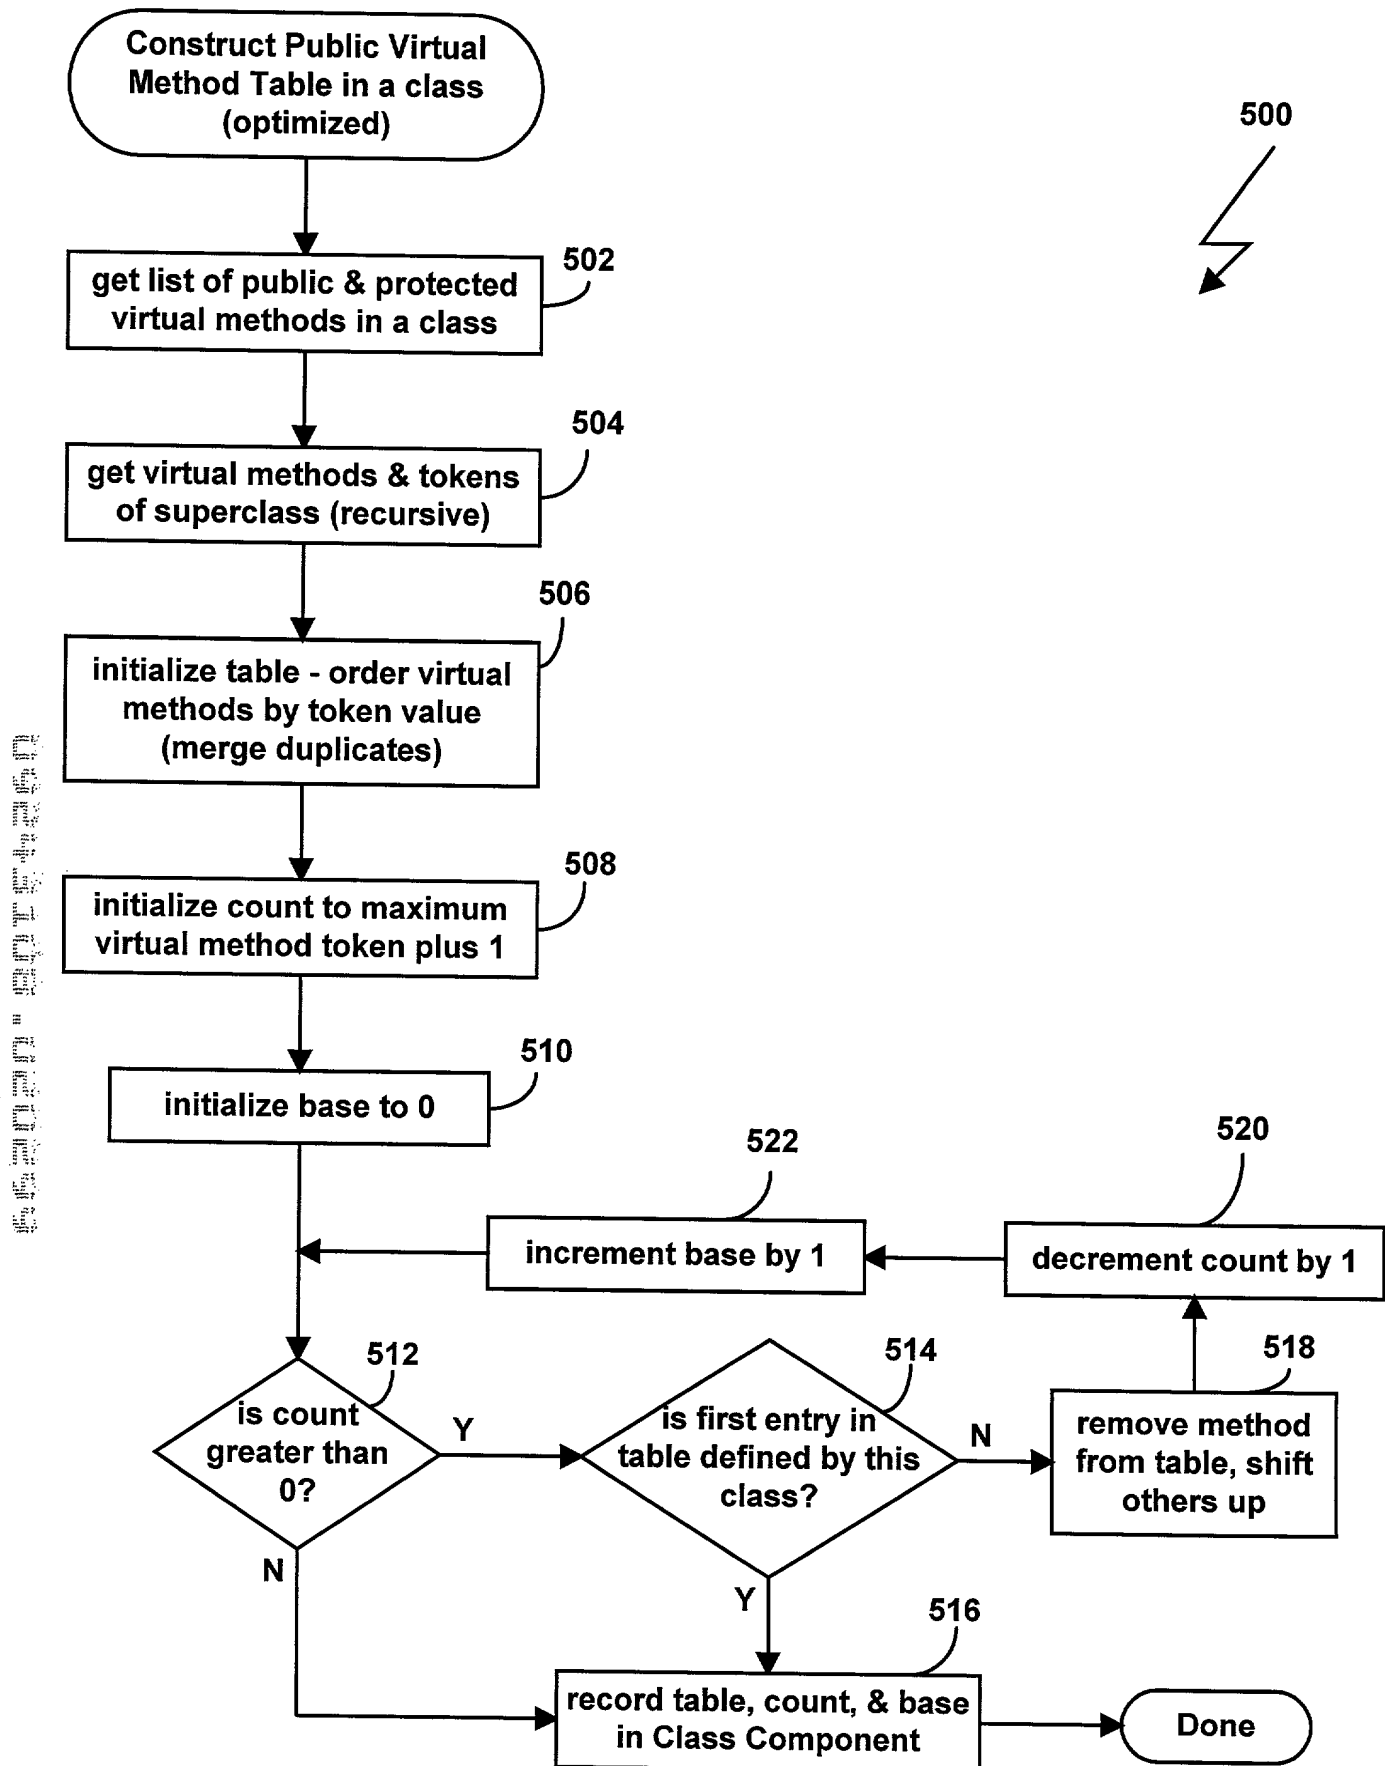 Construct Public Virtual
Method Table in a class
(optimized)
500
502
get list of public & protected
virtual methods in a class
504
get virtual methods & tokens
of superclass (recursive)
506
initialize table - order virtual
methods by token value
(merge duplicates)
508
initialize count to maximum
virtual method token plus 1
510
initialize base to 0
522
520
increment base by 1
decrement count by 1
512
514
518
is count
greater than
0?
Y
is first entry in
table defined by this
class?
N
remove method
from table, shift
others up
N
Y
516
record table, count, & base
in Class Component
Done